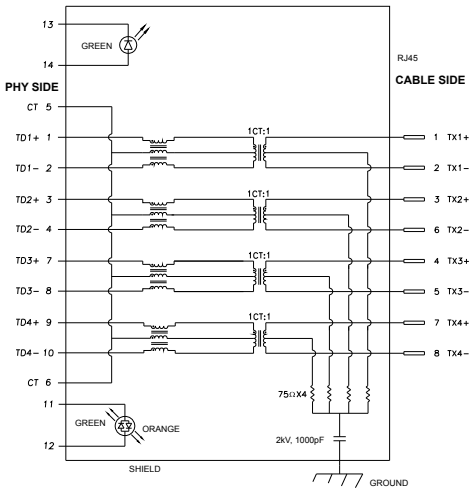 13
GREEN
14
RJ45
PHY SIDE
CABLE SIDE
CT 5
1CT:1
TD1+ 1
1 TX1+
TD1- 2
2 TX1-
1CT:1
TD2+ 3
3 TX2+
TD2- 4
6 TX2-
1CT:1
TD3+ 7
4 TX3+
TD3- 8
5 TX3-
1CT:1
TD4+ 9
7 TX4+
TD4- 10
8 TX4-
CT 6
75ΩX4
11
GREEN
ORANGE
12
2kV, 1000pF
SHIELD
GROUND